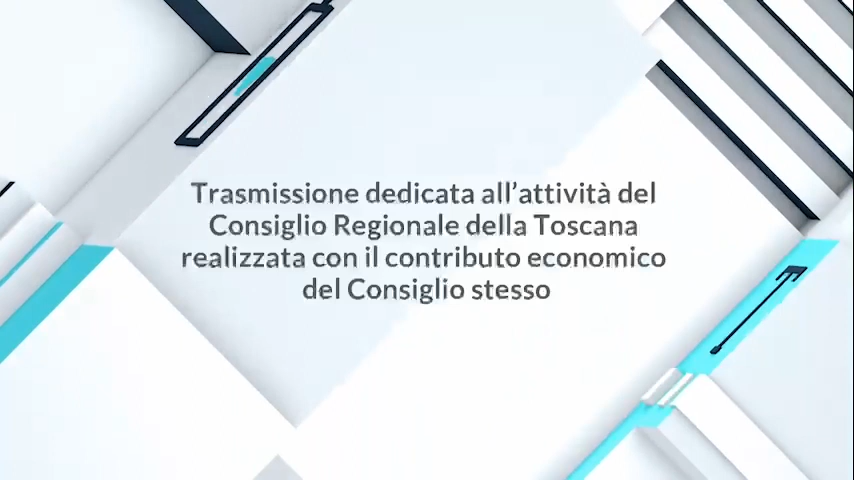 Trasmissione dedicata all’attività del
Consiglio Regionale della Toscana
realizzata con il contributo economico
del Consiglio stesso